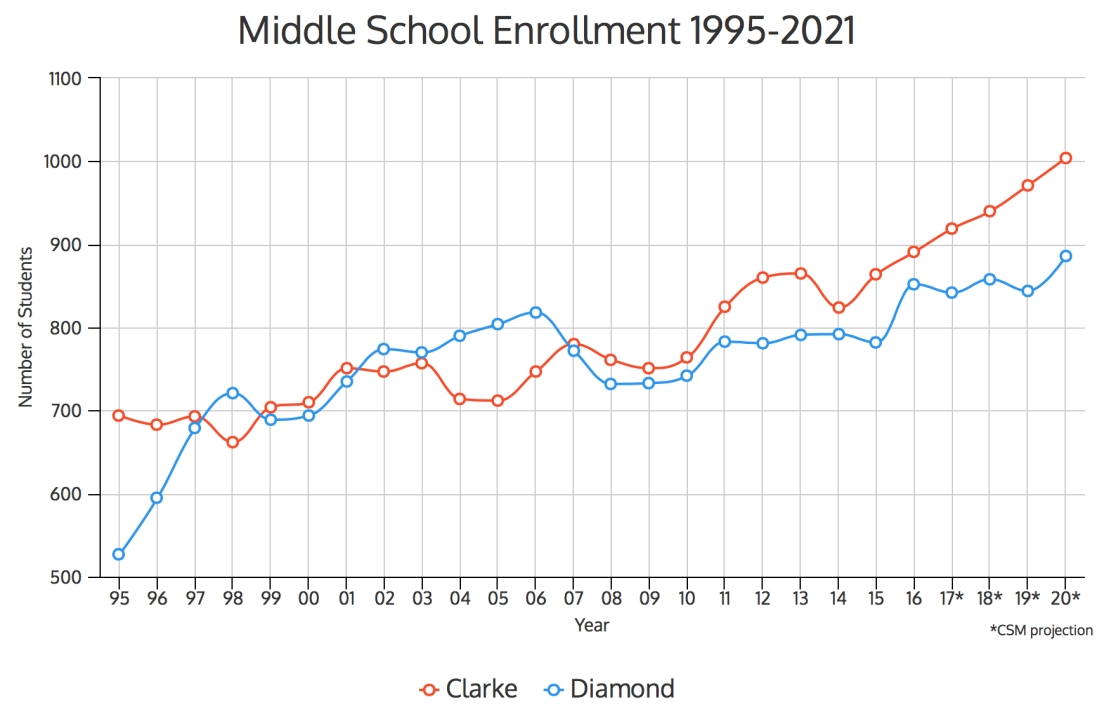 Middle School Enrollment 1995-2021
1100
1000
900
800
700
600
500
Number of Students
95 96 97 98 99 00 01 02 03 04 05 06 07 08 09 10 11 12 13 14 15 16 17* 18* 19* 20*
Year
*CSM projection
Clarke Diamond